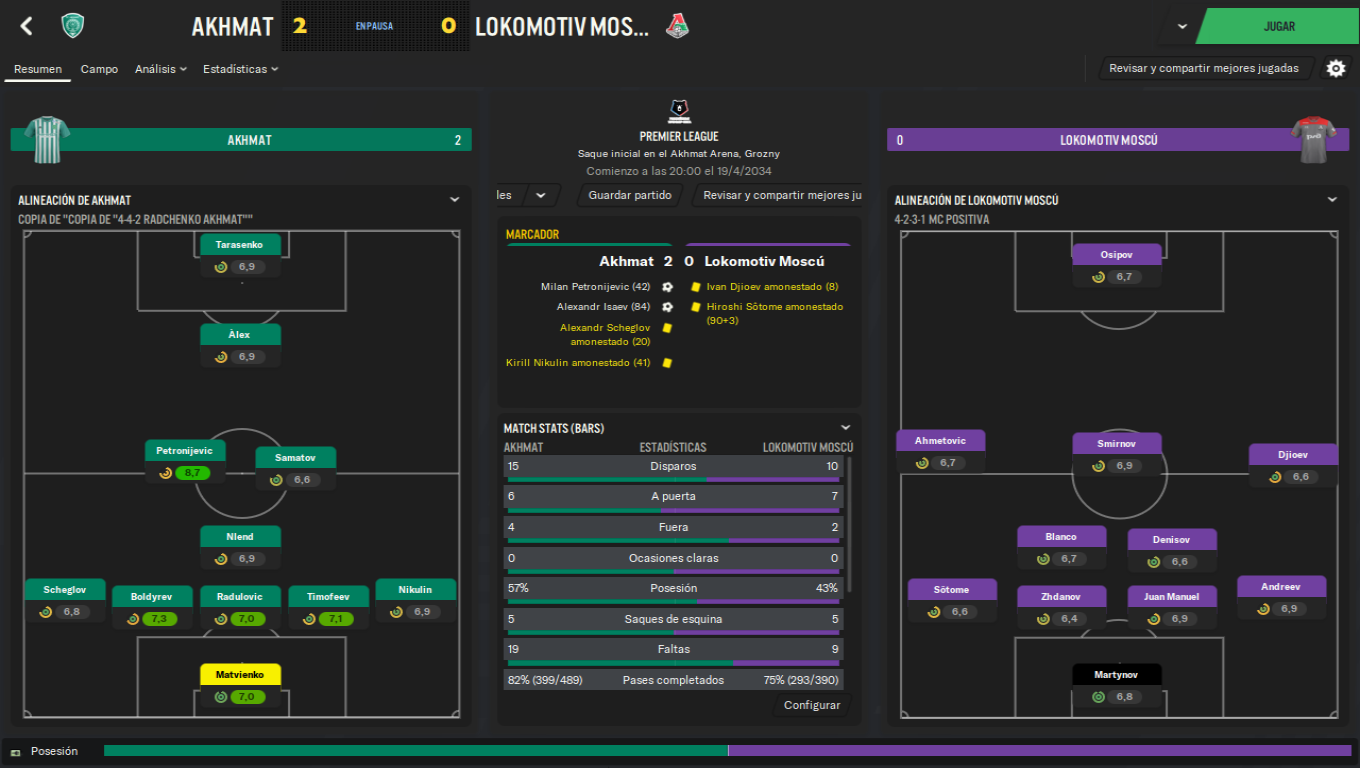 AKHMAT 2 EN PAUSA 0 LOKOMOTIV MOS...
JUGAR
Resumen Campo Análisis Estadísticas
Revisar y compartir mejores jugadas
AKHMAT 2
PREMIER LEAGUE
Saque inicial en el Akhmat Arena, Grozny
Comienzo a las 20:00 el 19/4/2034
0 LOKOMOTIV MOSCÚ
les Guardar partido Revisar y compartir mejores ju
ALINEACIÓN DE AKHMAT
COPIA DE "COPIA DE "4-4-2 RADCHENKO AKHMAT""
Tarasenko
6,9
Àlex
6,9
Petronijevic
8,7
Samatov
6,6
Nlend
6,9
Scheglov
6,8
Boldyrev
7,3
Radulovic
7,0
Timofeev
7,1
Nikulin
6,9
Matvienko
7,0
MARCADOR
Akhmat 2 0 Lokomotiv Moscú
Milan Petronijevic (42)
Alexandr Isaev (84)
Alexandr Scheglov
amonestado (20)
Kirill Nikulin amonestado (41)
Ivan Djioev amonestado (8)
Hiroshi Sōtome amonestado
(90+3)
MATCH STATS (BARS)
AKHMAT ESTADÍSTICAS LOKOMOTIV MOSCÚ
15 Disparos 10
6 A puerta 7
4 Fuera 2
0 Ocasiones claras 0
57% Posesión 43%
5 Saques de esquina 5
19 Faltas 9
82% (399/489) Pases completados 75% (293/390)
Configurar
ALINEACIÓN DE LOKOMOTIV MOSCÚ
4-2-3-1 MC POSITIVA
Osipov
6,7
Ahmetovic
6,7
Smirnov
6,9
Djioev
6,6
Blanco
6,7
Denisov
6,6
Sōtome
6,6
Zhdanov
6,4
Juan Manuel
6,9
Andreev
6,9
Martynov
6,8
Posesión